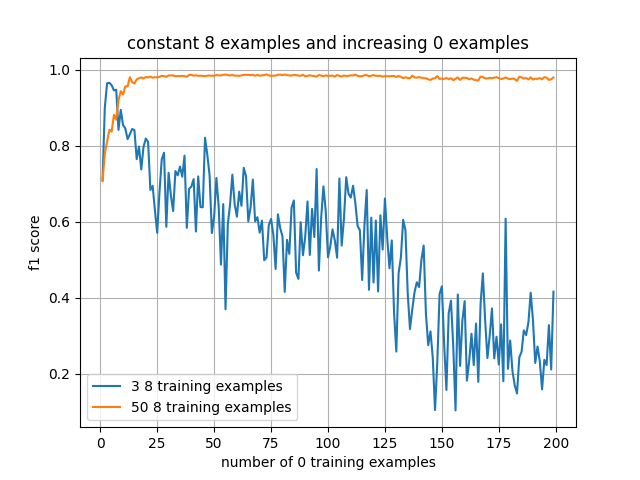 constant 8 examples and increasing 0 examples
1.0
0.8
0.6
0.4
0.2
f1 score
3 8 training examples
50 8 training examples
0 25 50 75 100 125 150 175 200
number of 0 training examples